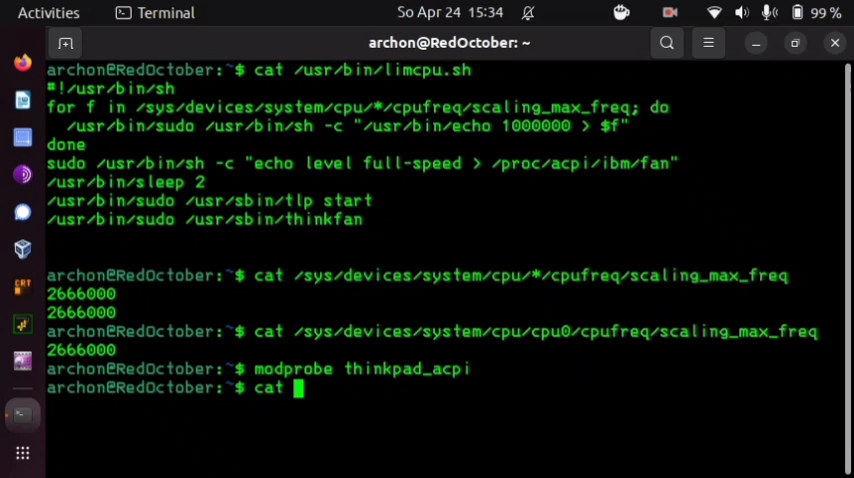 Activities
Terminal
So Apr 24 15:34
99 %
archon@RedOctober: ~
archon@RedOctober:~$ cat /usr/bin/limcpu.sh
#!/usr/bin/sh
for f in /sys/devices/system/cpu/*/cpufreq/scaling_max_freq; do
  /usr/bin/sudo /usr/bin/sh -c "/usr/bin/echo 1000000 > $f"
done
sudo /usr/bin/sh -c "echo level full-speed > /proc/acpi/ibm/fan"
/usr/bin/sleep 2
/usr/bin/sudo /usr/sbin/tlp start
/usr/bin/sudo /usr/sbin/thinkfan
archon@RedOctober:~$ cat /sys/devices/system/cpu/*/cpufreq/scaling_max_freq
2666000
2666000
archon@RedOctober:~$ cat /sys/devices/system/cpu/cpu0/cpufreq/scaling_max_freq
2666000
archon@RedOctober:~$ modprobe thinkpad_acpi
archon@RedOctober:~$ cat
CRT